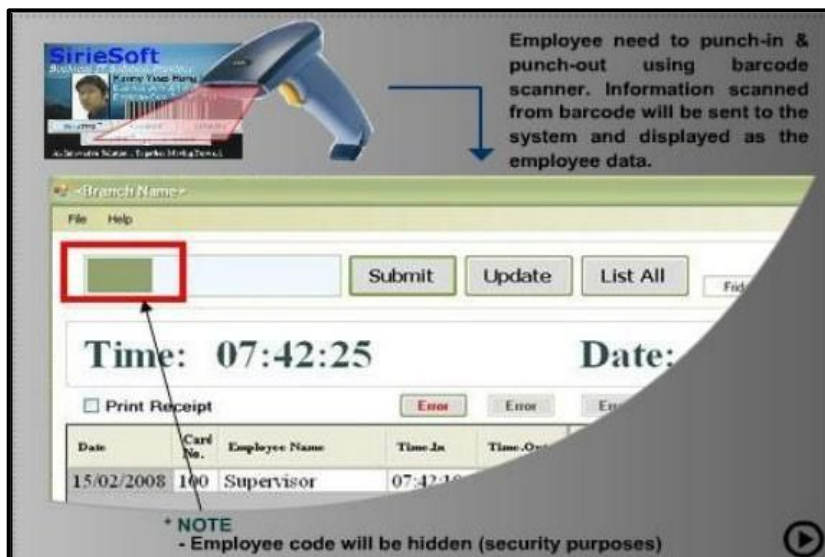 SirieSoft
Employee need to punch-in &
punch-out using barcode
scanner. Information scanned
from barcode will be sent to the
system and displayed as the
employee data.
<Branch Name>
File Help
Submit Update List All
Time: 07:42:25 Date:
Print Receipt Error Error
Date Card No. Employee Name Time.In
15/02/2008 100 Supervisor
* NOTE
- Employee code will be hidden (security purposes)